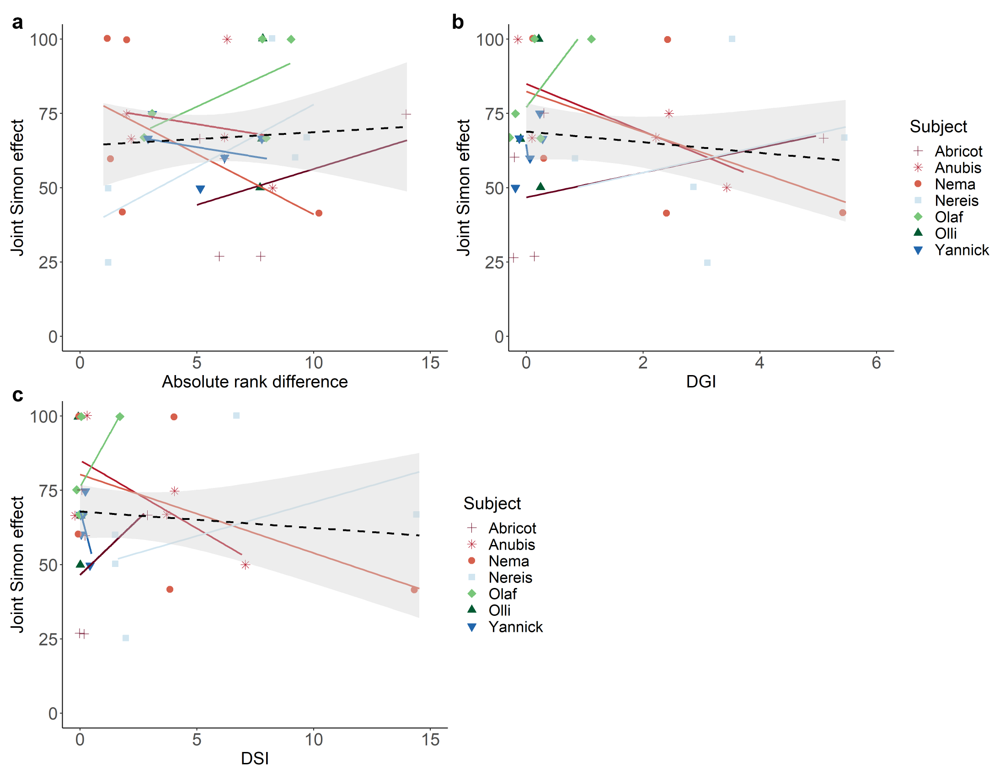 a
100
75
50
25
0
Joint Simon effect
0 5 10 15
Absolute rank difference
b
100
75
50
25
0
Joint Simon effect
0 2 4 6
DGI
Subject
Abricot
Anubis
Nema
Nereis
Olaf
Olli
Yannick
c
100
75
50
25
0
Joint Simon effect
0 5 10 15
DSI
Subject
Abricot
Anubis
Nema
Nereis
Olaf
Olli
Yannick